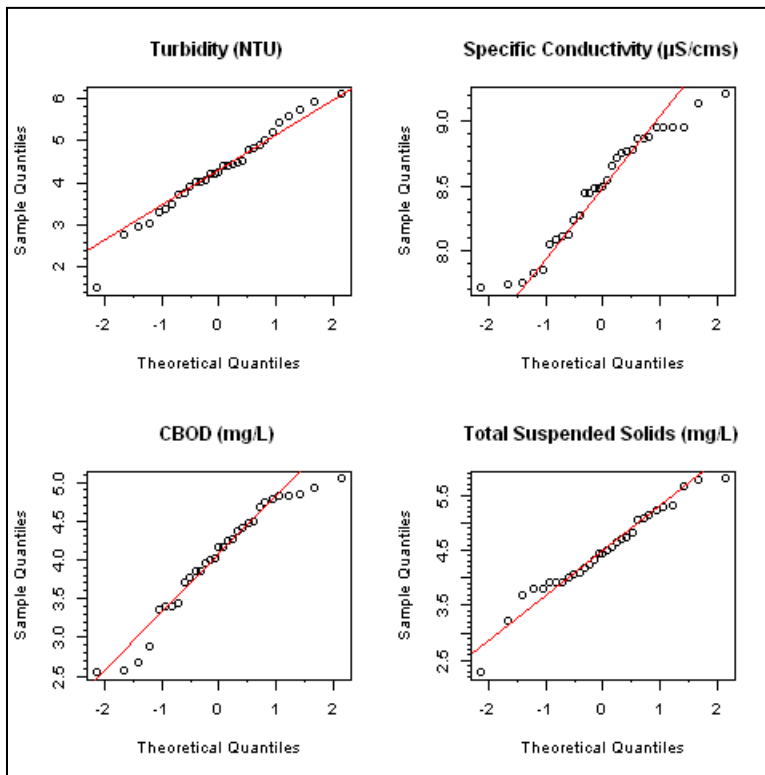 Turbidity (NTU)
Sample Quantiles
2 3 4 5 6
-2 -1 0 1 2
Theoretical Quantiles
Specific Conductivity (µS/cms)
Sample Quantiles
8.0 8.5 9.0
-2 -1 0 1 2
Theoretical Quantiles
CBOD (mg/L)
Sample Quantiles
2.5 3.0 3.5 4.0 4.5 5.0
-2 -1 0 1 2
Theoretical Quantiles
Total Suspended Solids (mg/L)
Sample Quantiles
2.5 3.5 4.5 5.5
-2 -1 0 1 2
Theoretical Quantiles